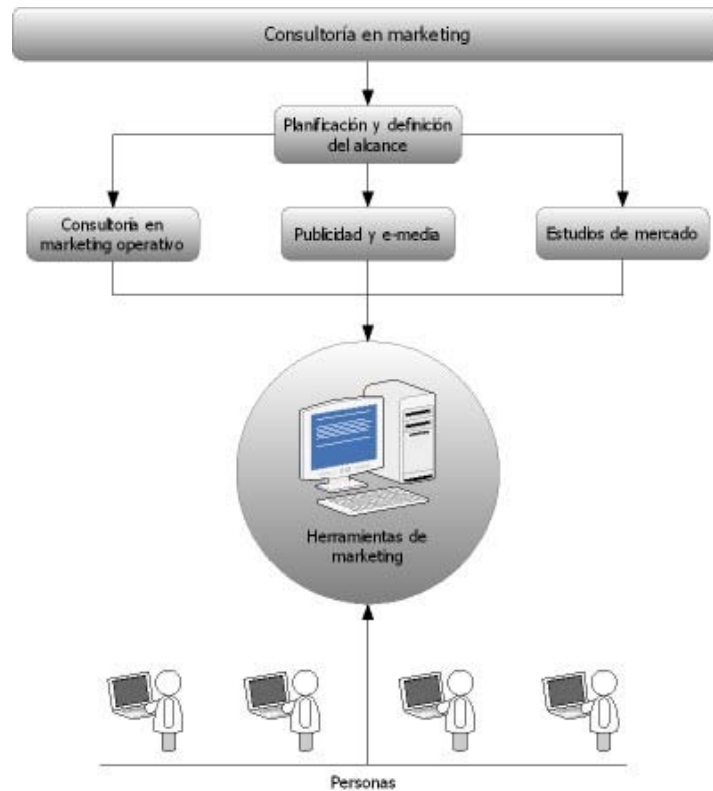 Consultoría en marketing
Planificación y definición
del alcance
Consultoría en
marketing operativo
Publicidad y e-media
Estudios de mercado
Herramientas de
marketing
Personas